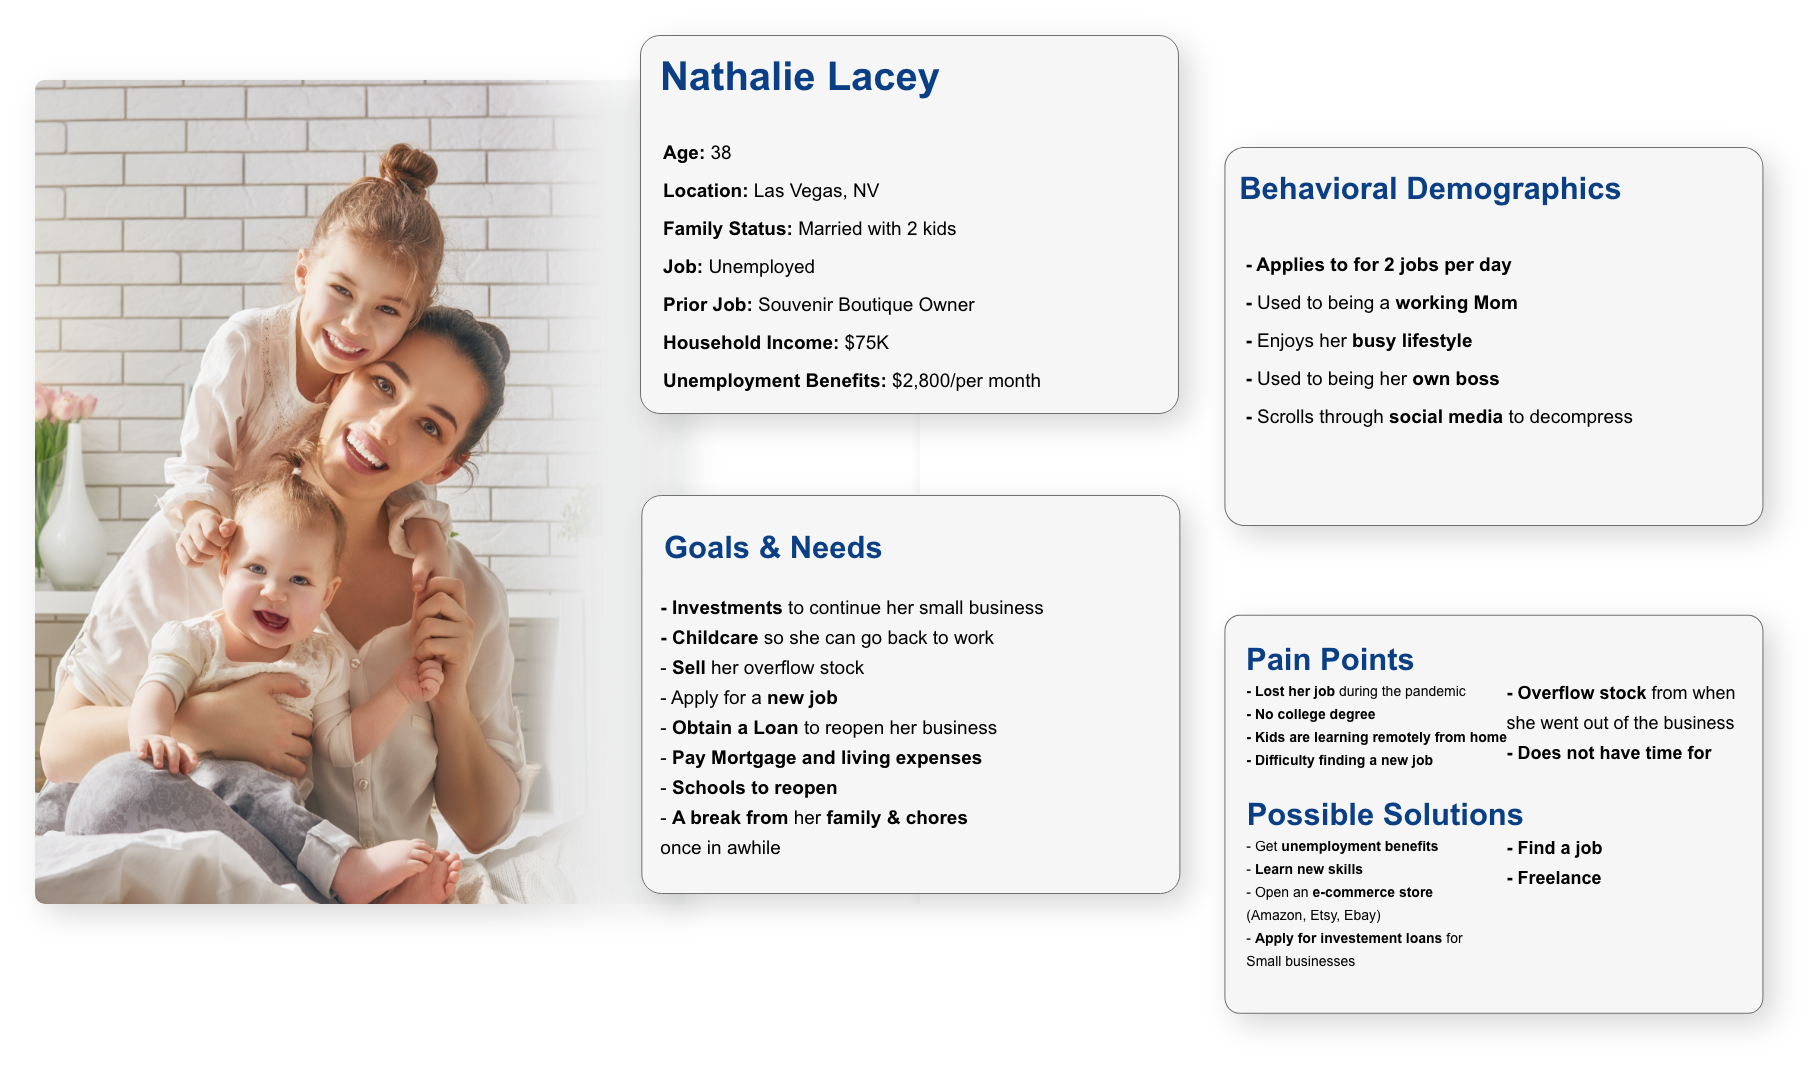 Nathalie Lacey
Age: 38
Location: Las Vegas, NV
Family Status: Married with 2 kids
Job: Unemployed
Prior Job: Souvenir Boutique Owner
Household Income: $75K
Unemployment Benefits: $2,800/per month
Goals & Needs
- Investments to continue her small business
- Childcare so she can go back to work
- Sell her overflow stock
- Apply for a new job
- Obtain a Loan to reopen her business
- Pay Mortgage and living expenses
- Schools to reopen
- A break from her family & chores
once in awhile
Behavioral Demographics
- Applies to for 2 jobs per day
- Used to being a working Mom
- Enjoys her busy lifestyle
- Used to being her own boss
- Scrolls through social media to decompress
Pain Points
- Lost her job during the pandemic
- No college degree
- Kids are learning remotely from home
- Difficulty finding a new job
- Overflow stock from when
she went out of the business
- Does not have time for
Possible Solutions
- Get unemployment benefits
- Learn new skills
- Open an e-commerce store
(Amazon, Etsy, Ebay)
- Apply for investement loans for
Small businesses
- Find a job
- Freelance